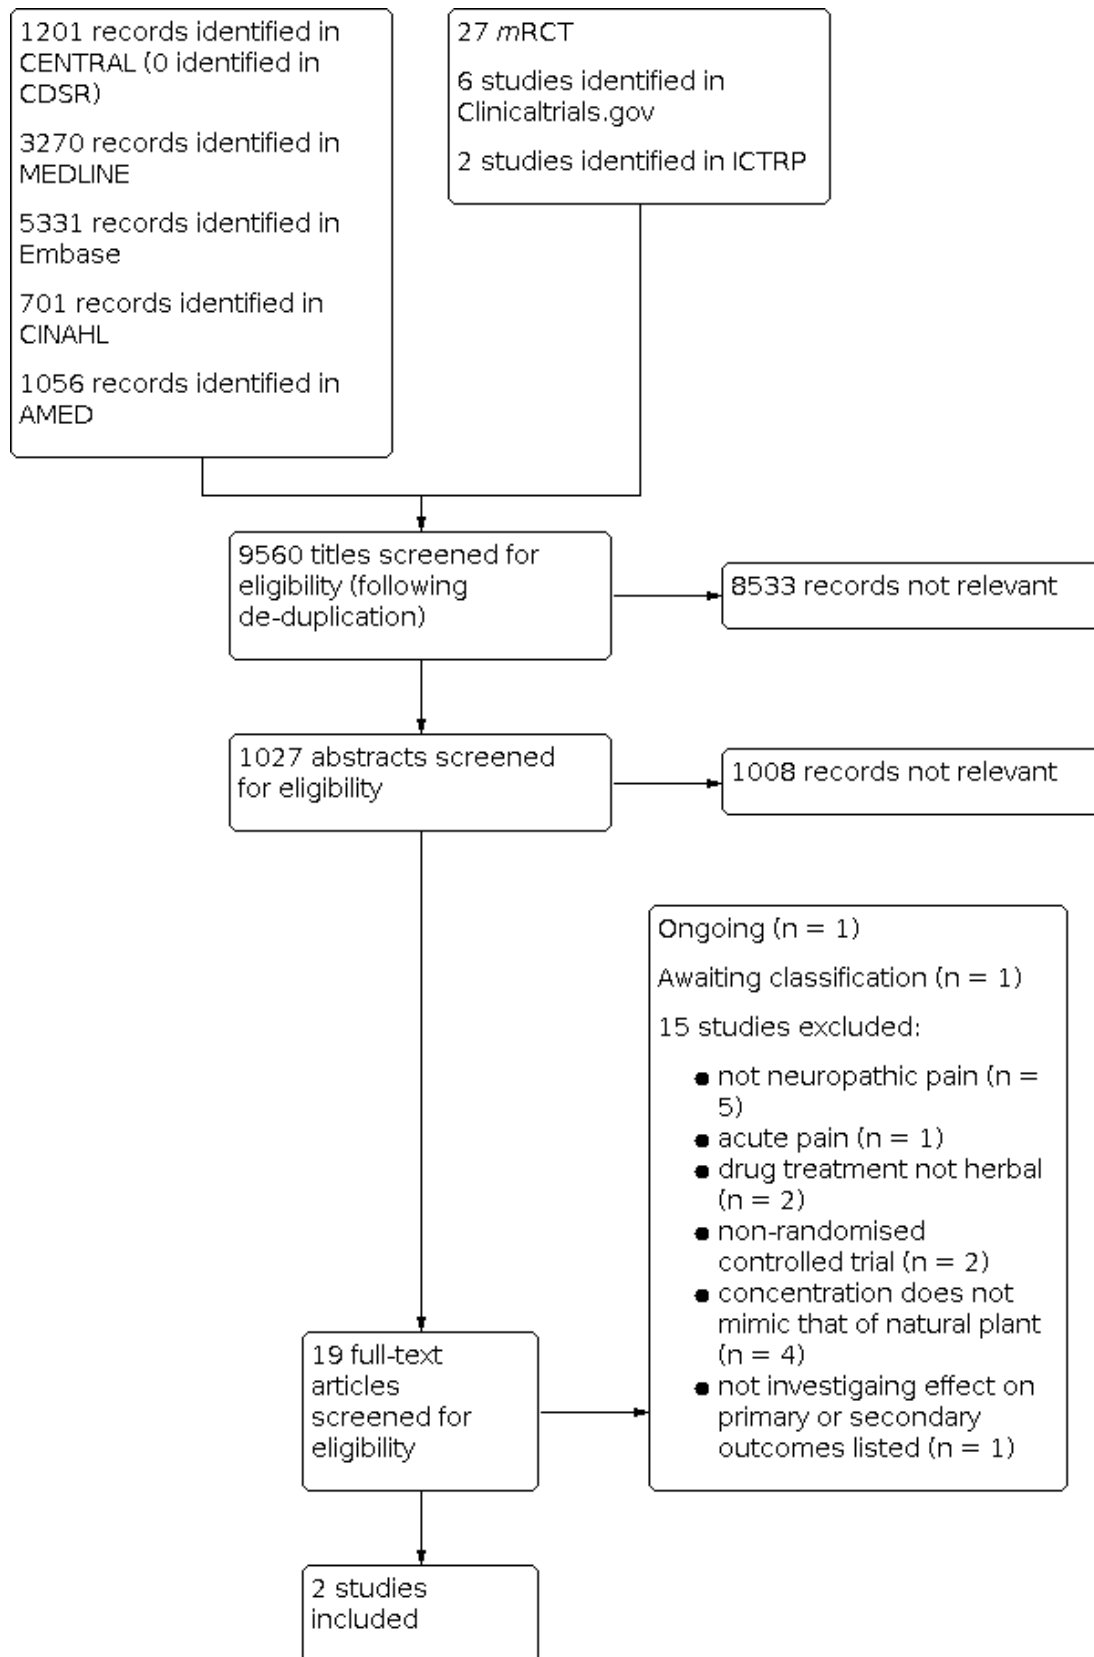 1201 records identified in
CENTRAL (0 identified in
CDSR)
3270 records identified in
MEDLINE
5331 records identified in
Embase
701 records identified in
CINAHL
1056 records identified in
AMED
27 mRCT
6 studies identified in
Clinicaltrials.gov
2 studies identified in ICTRP
9560 titles screened for
eligibility (following
de-duplication)
8533 records not relevant
1027 abstracts screened
for eligibility
1008 records not relevant
19 full-text
articles
screened for
eligibility
Ongoing (n = 1)
Awaiting classification (n = 1)
15 studies excluded:
● not neuropathic pain (n =
5)
● acute pain (n = 1)
● drug treatment not herbal
(n = 2)
● non-randomised
controlled trial (n = 2)
● concentration does not
mimic that of natural plant
(n = 4)
● not investigaing effect on
primary or secondary
outcomes listed (n = 1)
2 studies
included